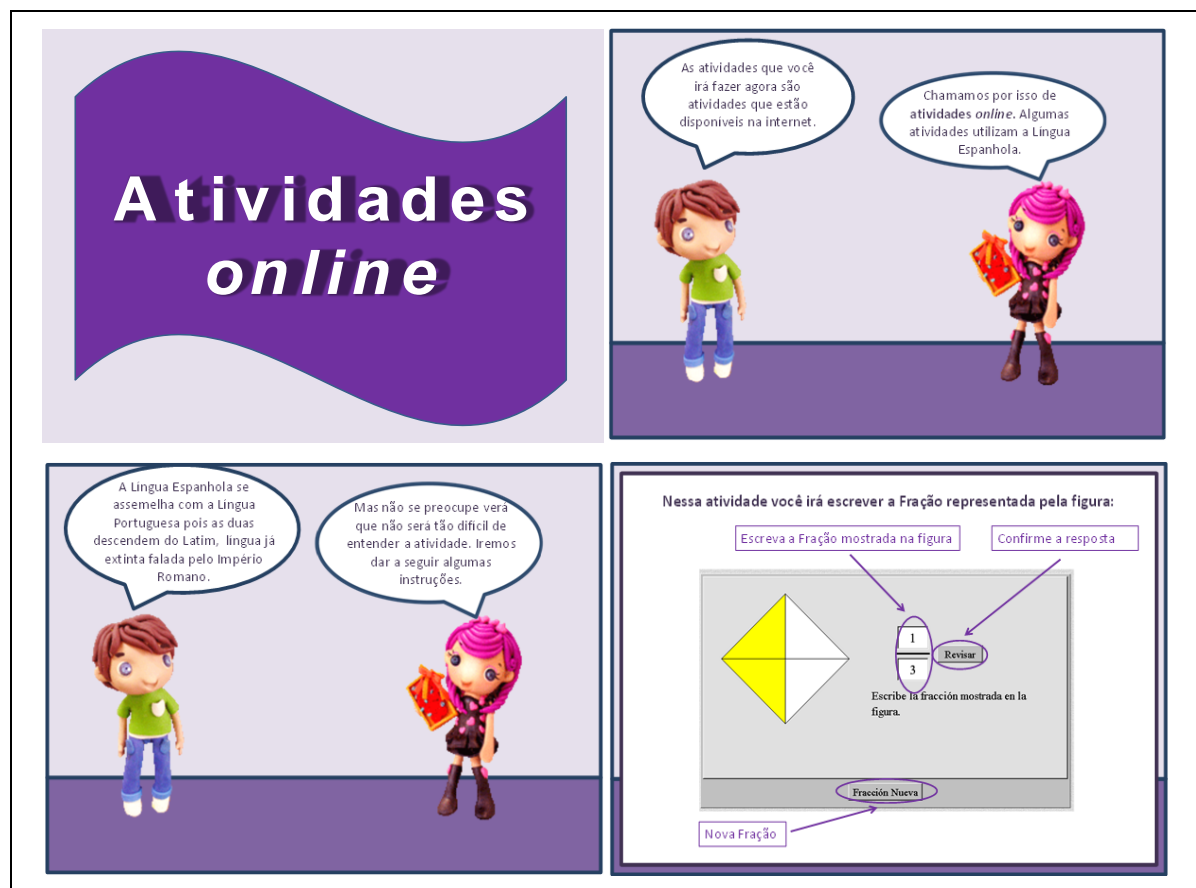 Atividades
online
As atividades que você
irá fazer agora são
atividades que estão
disponíveis na internet.
Chamamos por isso de
atividades online. Algumas
atividades utilizam a Língua
Espanhola.
A Língua Espanhola se
assemelha com a Língua
Portuguesa pois as duas
descendem do Latim, língua já
extinta falada pelo Império
Romano.
Mas não se preocupe verá
que não será tão difícil de
entender a atividade. Iremos
dar a seguir algumas
instruções.
Nessa atividade você irá escrever a Fração representada pela figura:
Escreva a Fração mostrada na figura
Confirme a resposta
1
3
Revisar
Escribe la fracción mostrada en la
figura.
Fracción Nueva
Nova Fração